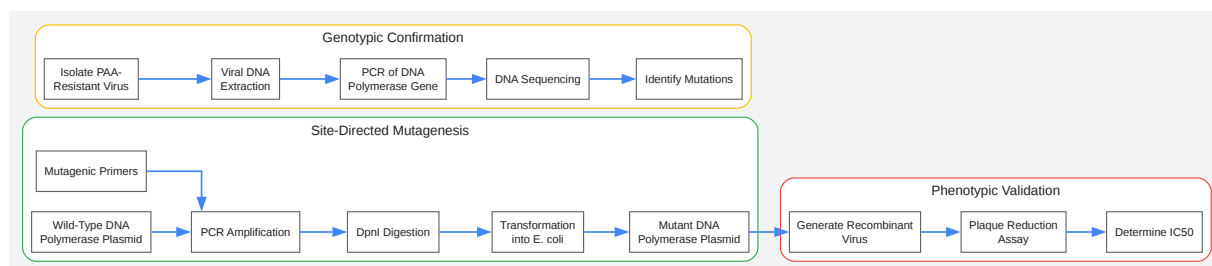 Genotypic Confirmation
Isolate PAA-
Resistant Virus
Viral DNA
Extraction
PCR of DNA
Polymerase Gene
DNA Sequencing
Identify Mutations
Site-Directed Mutagenesis
Mutagenic Primers
Wild-Type DNA
Polymerase Plasmid
PCR Amplification
DpnI Digestion
Transformation
into E. coli
Mutant DNA
Polymerase Plasmid
Phenotypic Validation
Generate Recombinant
Virus
Plaque Reduction
Assay
Determine IC50